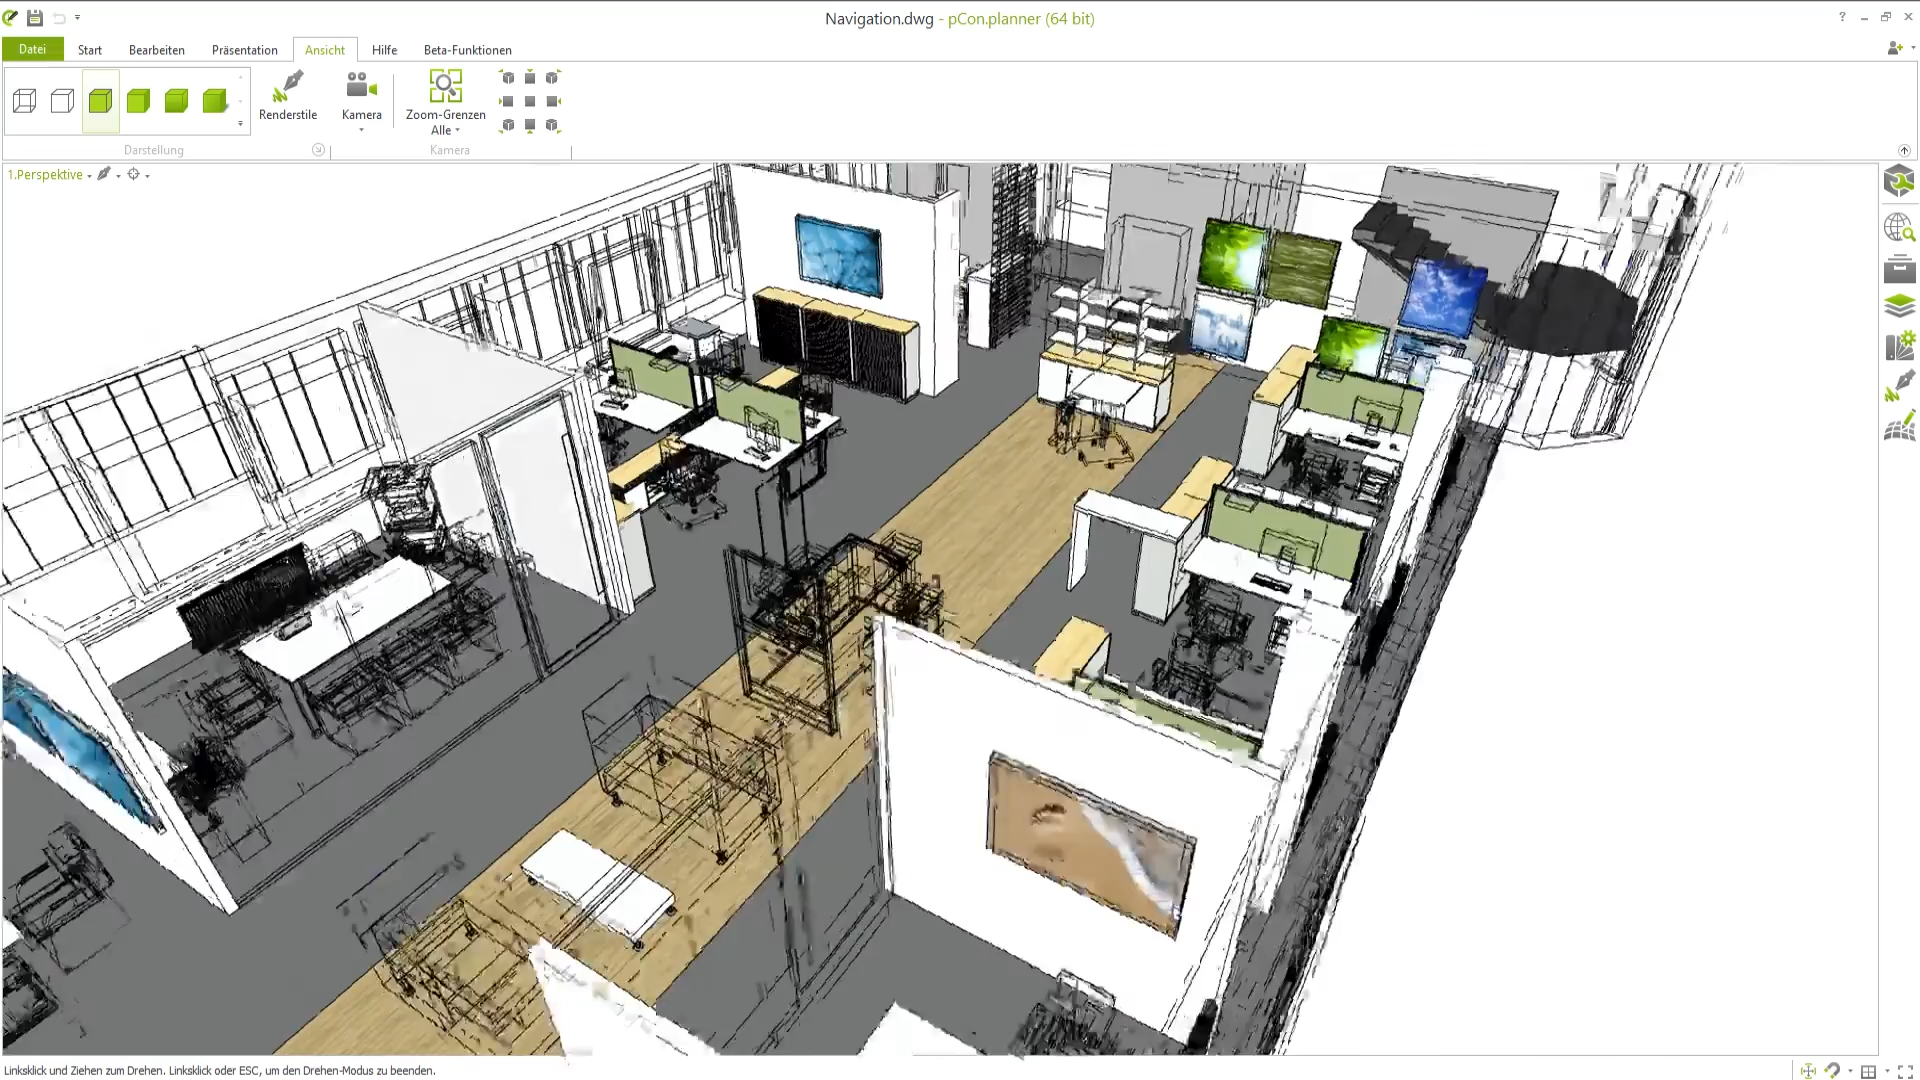 Navigation.dwg - pCon.planner (64 bit)
?
Datei Start Bearbeiten Präsentation Ansicht Hilfe Beta-Funktionen
Renderstile Kamera Zoom-Grenzen
Alle
Darstellung Kamera
1.Perspektive
Linksklick und Ziehen zum Drehen. Linksklick oder ESC, um den Drehen-Modus zu beenden.